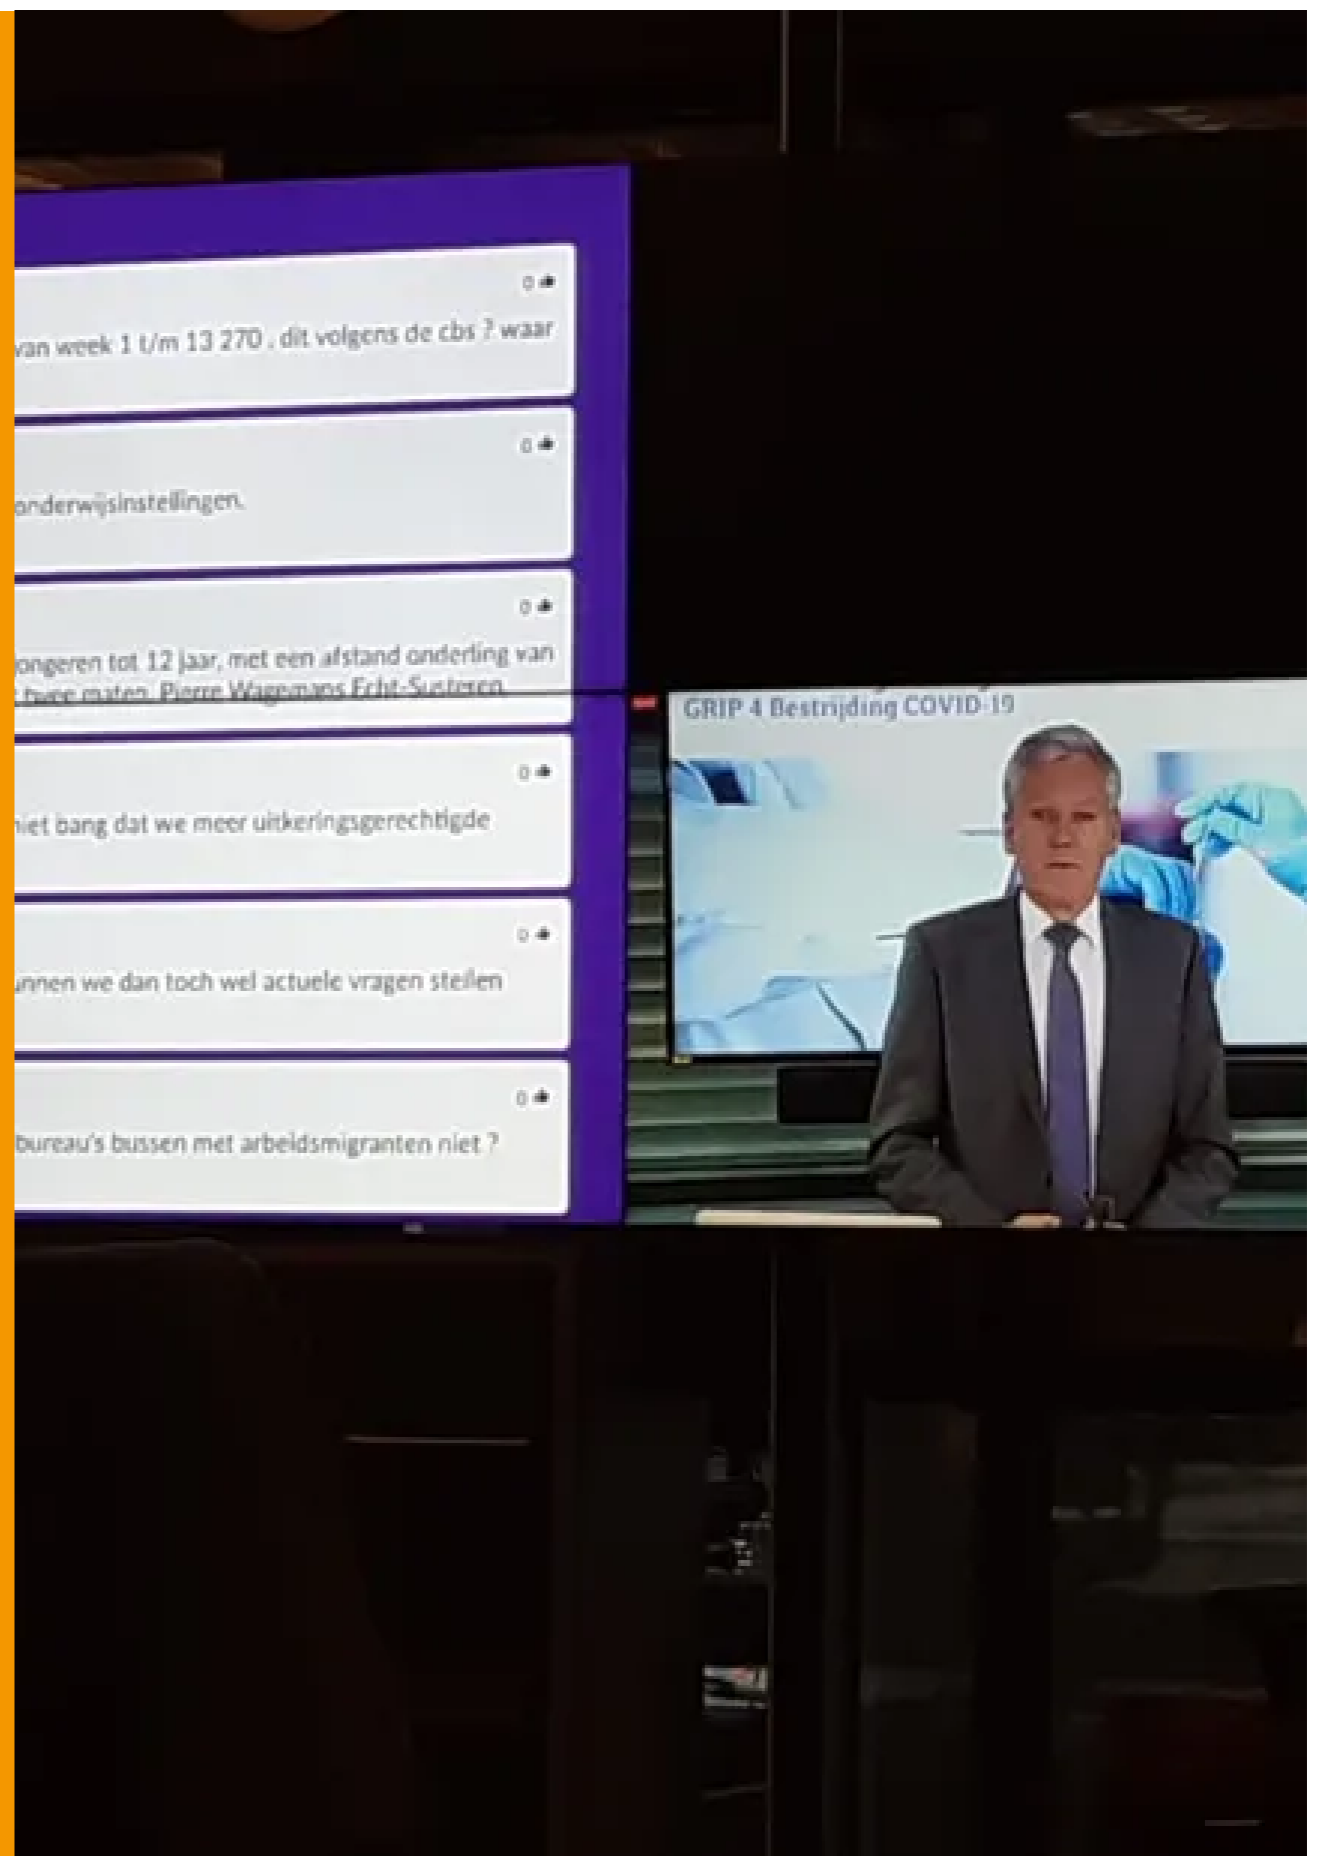 0
van week 1 t/m 13 270 . dit volgens de cbs ? waar
0
onderwijsinstellingen.
0
ongeren tot 12 jaar, met een afstand onderling van
twee maten. Pierre Wagemans Echt-Susteren
0
niet bang dat we meer uitkeringsgerechtigde
0
unnen we dan toch wel actuele vragen stellen
0
bureau's bussen met arbeidsmigranten niet ?
GRIP 4 Bestrijding COVID-19